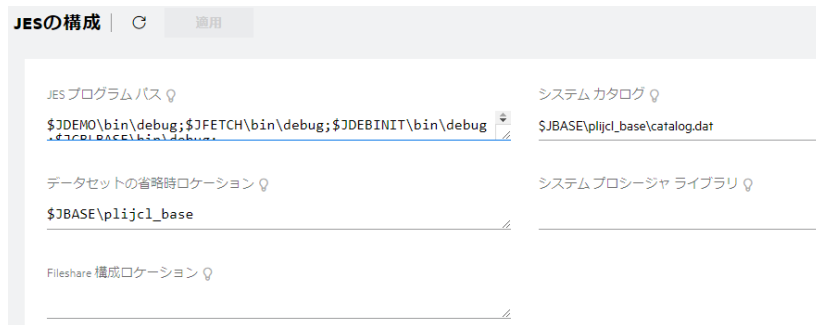 JESの構成
適用
JES プログラム パス
システム カタログ
$JDEMO\bin\debug;$JFETCH\bin\debug;$JDEBINIT\bin\debug
;$JCBLBASE\bin\debug;
$JBASE\plijcl_base\catalog.dat
データセットの省略時ロケーション
システム プロシージャ ライブラリ
$JBASE\plijcl_base
Fileshare 構成ロケーション